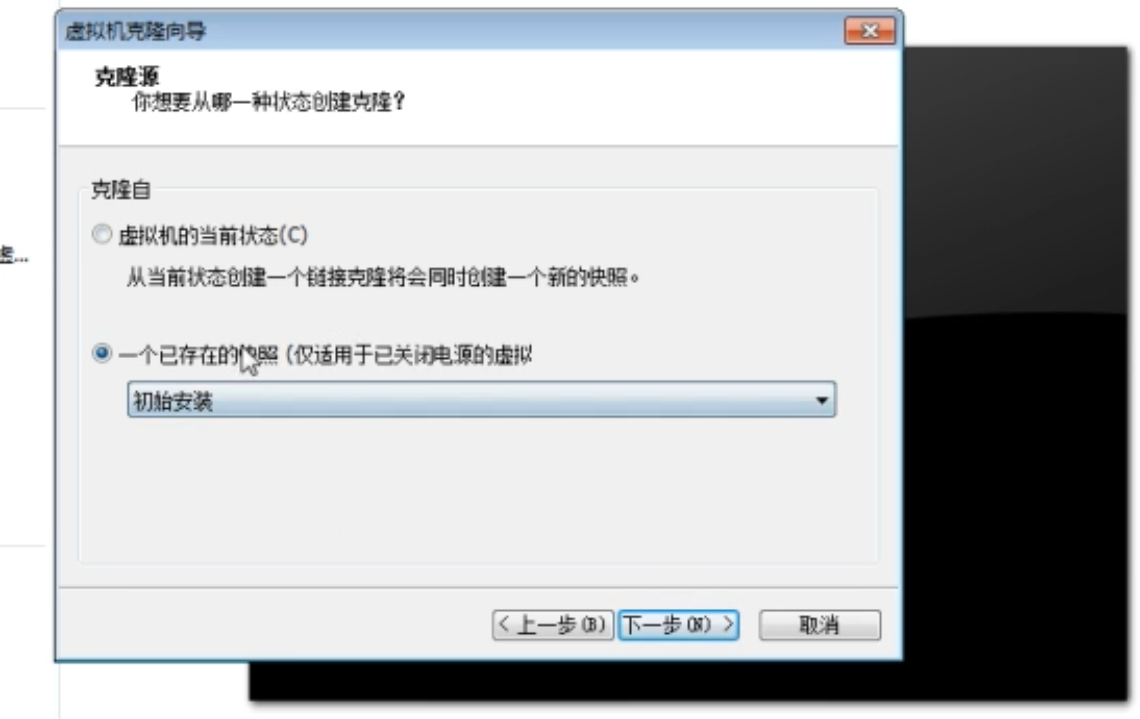 虚拟机克隆向导
克隆源
你想要从哪一种状态创建克隆？
虚...
克隆自
虚拟机的当前状态(C)
从当前状态创建一个链接克隆将会同时创建一个新的快照。
一个已存在的快照 (仅适用于已关闭电源的虚拟
初始安装
< 上一步(B)
下一步(N) >
取消